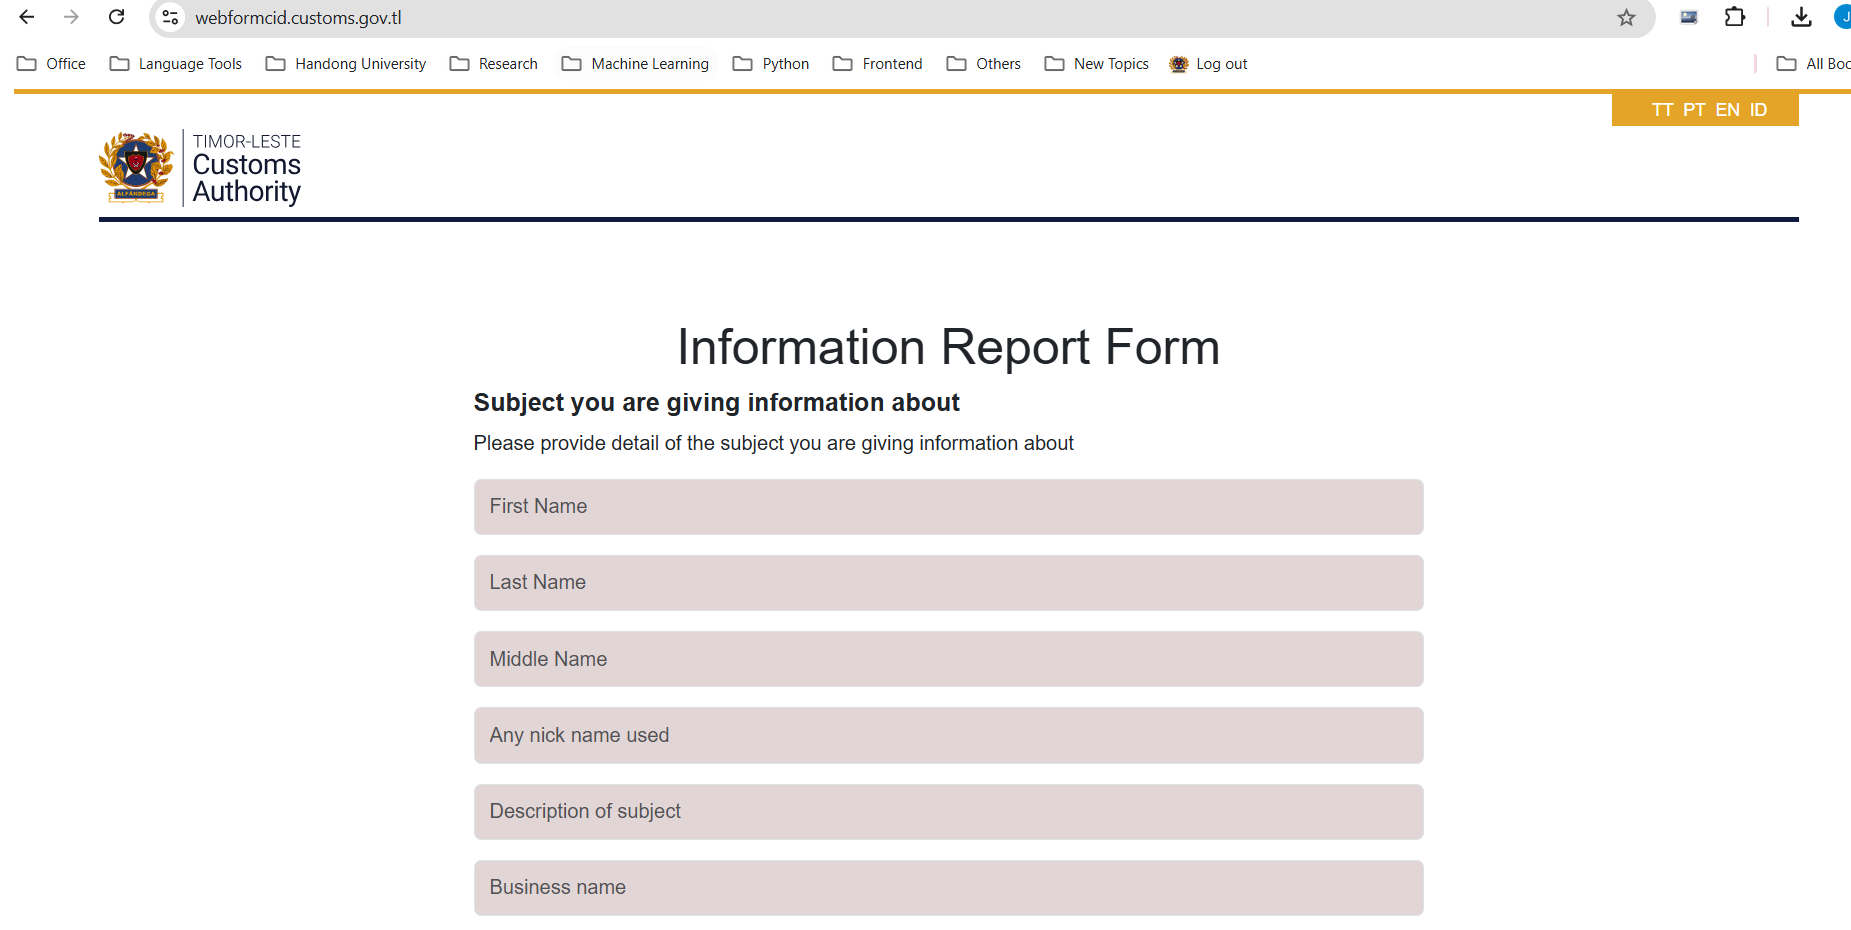 webformcid.customs.gov.tl
Office Language Tools Handong University Research Machine Learning Python Frontend Others New Topics Log out All Boo
TT PT EN ID
TIMOR-LESTE
Customs
Authority
ALFÂNDEGA
Information Report Form
Subject you are giving information about
Please provide detail of the subject you are giving information about
First Name
Last Name
Middle Name
Any nick name used
Description of subject
Business name